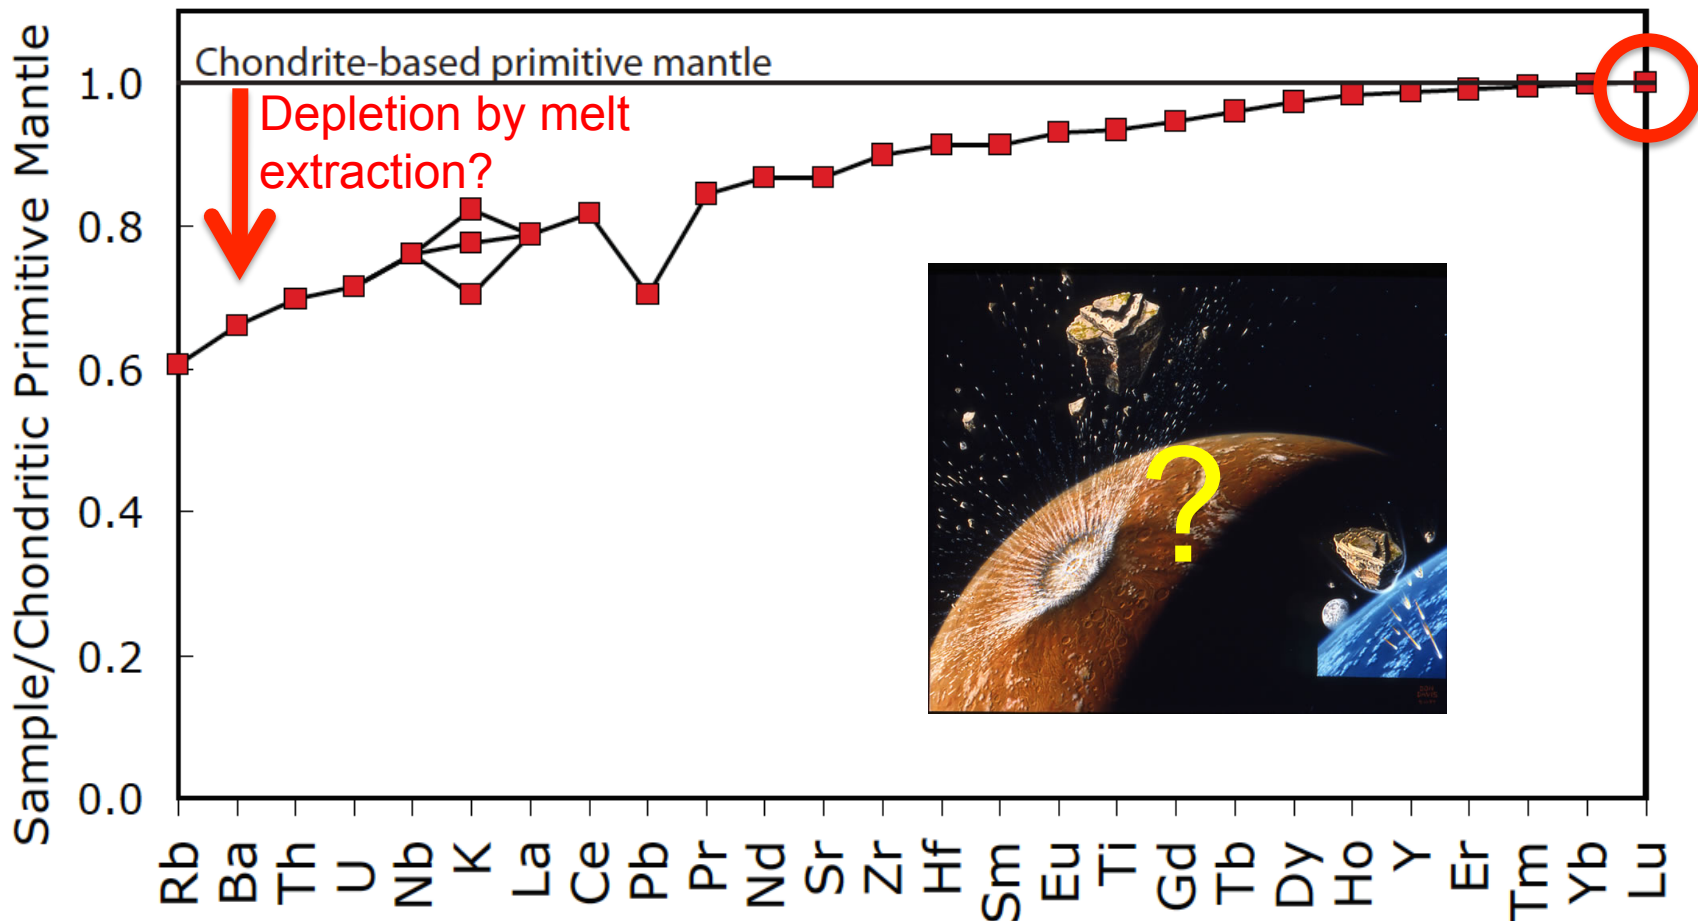 Sample/Chondritic Primitive Mantle
Chondrite-based primitive mantle
Depletion by melt
extraction?
1.0
0.8
0.6
0.4
0.2
0.0
?
Rb Ba Th U Nb K La Ce Pb Pr Nd Sr Zr Hf Sm Eu Ti Gd Tb Dy Ho Y Er Tm Yb Lu